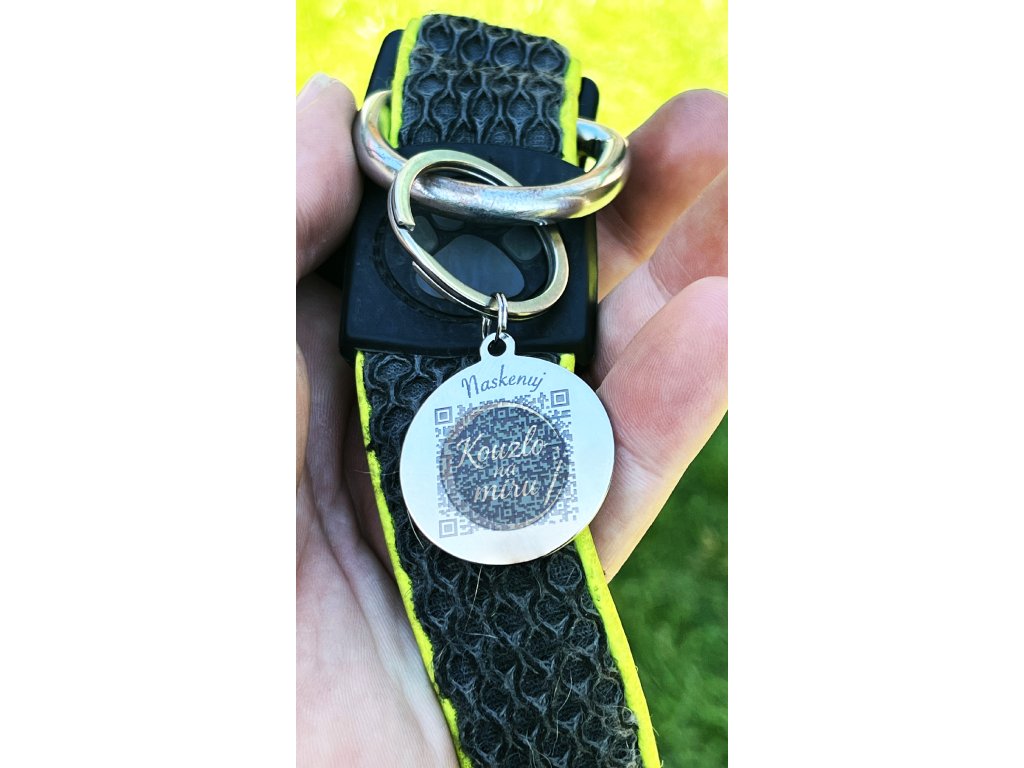 Naskenuj
Kouzlo
na
míru